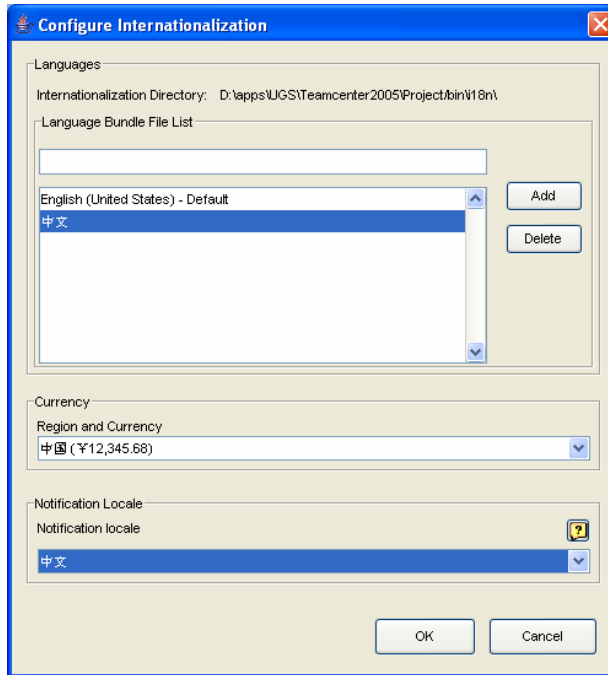 Configure Internationalization
Languages
Internationalization Directory: D:\apps\UGS\Teamcenter2005\Project/bin\i18n\
Language Bundle File List
English (United States) - Default
Add
中文
Delete
Currency
Region and Currency
中国 (￥12,345.68)
Notification Locale
Notification locale
?
中文
OK
Cancel